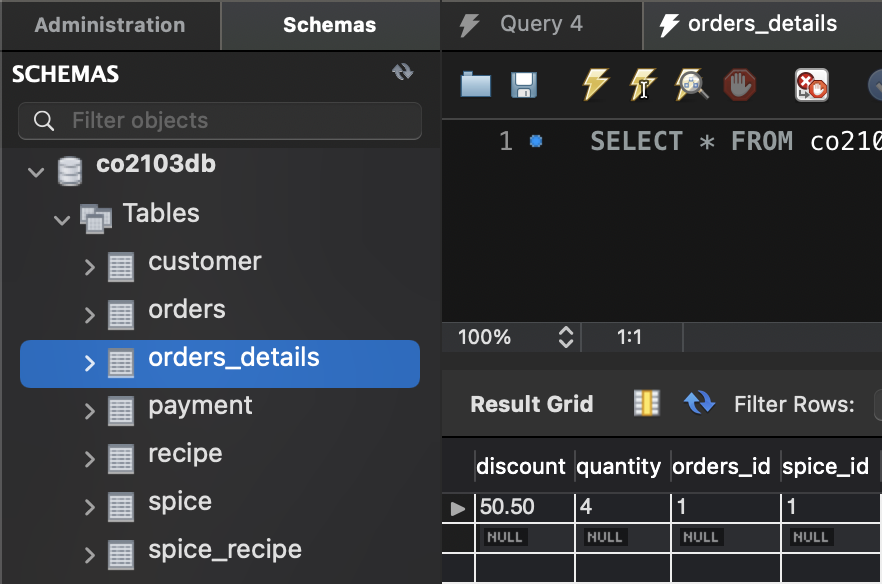 Administration Schemas
SCHEMAS
Filter objects
co2103db
Tables
customer
orders
orders_details
payment
recipe
spice
spice_recipe
Query 4 orders_details
1 SELECT * FROM co210
100% 1:1
Result Grid Filter Rows:
discount quantity orders_id spice_id
50.50 4 1 1
NULL NULL NULL NULL